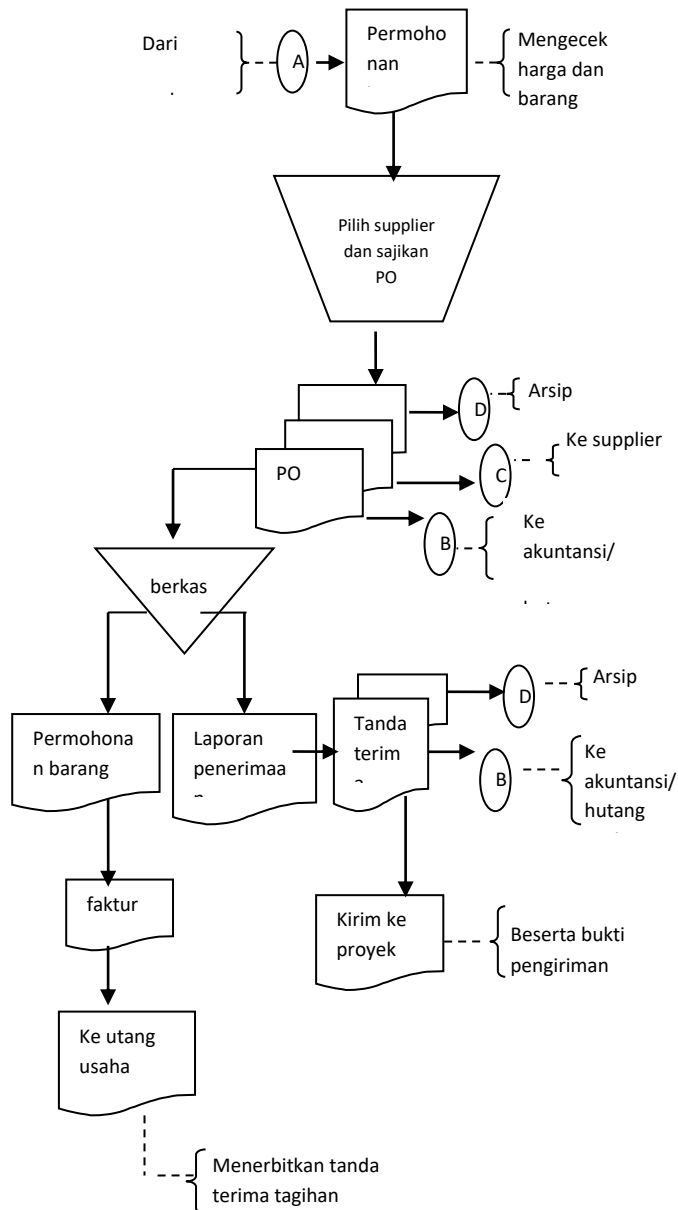 Dari
A
Permoho
nan
Mengecek
harga dan
barang
Pilih supplier
dan sajikan
PO
D
Arsip
PO
C
Ke supplier
B
Ke
akuntansi/
berkas
Permohona
n barang
Laporan
penerimaa
Tanda
terim
D
Arsip
B
Ke
akuntansi/
hutang
faktur
Kirim ke
proyek
Beserta bukti
pengiriman
Ke utang
usaha
Menerbitkan tanda
terima tagihan